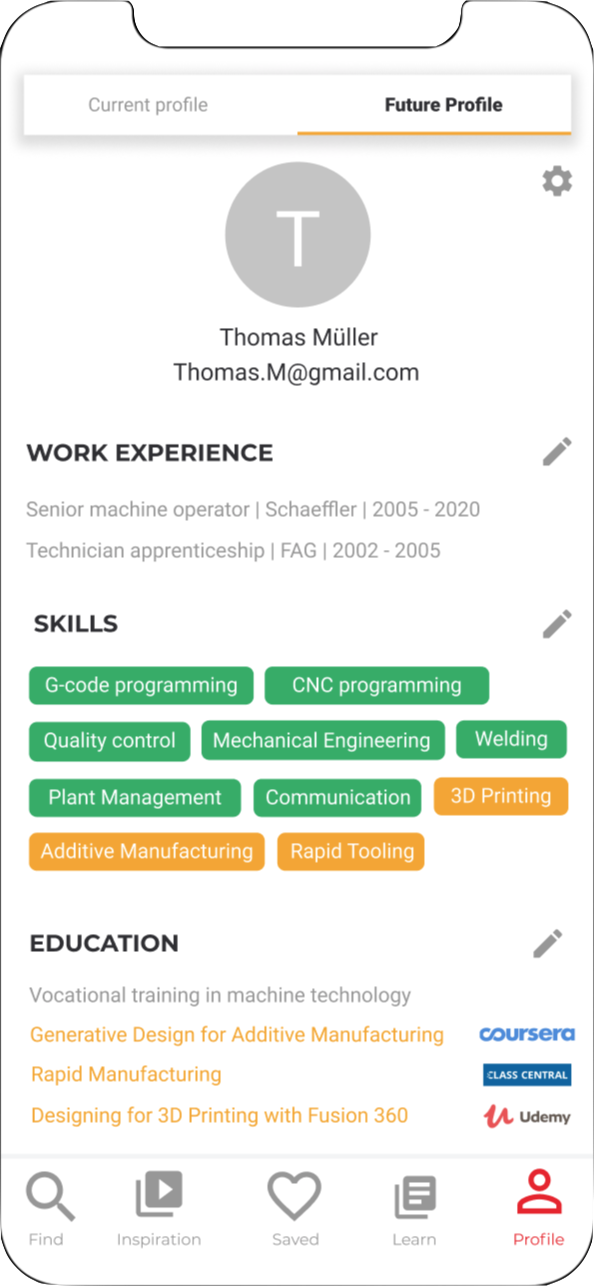 Current profile Future Profile
T
Thomas Müller
Thomas.M@gmail.com
WORK EXPERIENCE
Senior machine operator | Schaeffler | 2005 - 2020
Technician apprenticeship | FAG | 2002 - 2005
SKILLS
G-code programming CNC programming
Quality control Mechanical Engineering Welding
Plant Management Communication 3D Printing
Additive Manufacturing Rapid Tooling
EDUCATION
Vocational training in machine technology
Generative Design for Additive Manufacturing coursera
Rapid Manufacturing CLASS CENTRAL
Designing for 3D Printing with Fusion 360 Udemy
Find Inspiration Saved Learn Profile